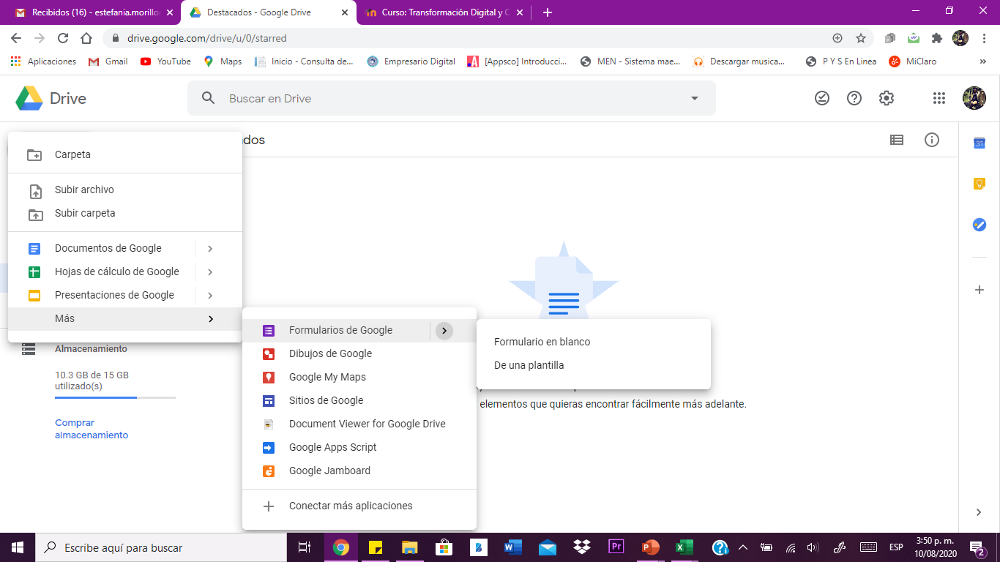 Recibidos (16) - estefania.morillo
Destacados - Google Drive
Curso: Transformación Digital y C
drive.google.com/drive/u/0/starred
Aplicaciones
Gmail
YouTube
Maps
Inicio - Consulta de...
Empresario Digital
[Appsco] Introducci...
MEN - Sistema mae...
Descargar musica...
P Y S En Linea
MiClaro
»
Drive
Buscar en Drive
ados
31
Carpeta
Subir archivo
Subir carpeta
Documentos de Google
Hojas de cálculo de Google
Presentaciones de Google
Más
Formularios de Google
Formulario en blanco
De una plantilla
Dibujos de Google
Google My Maps
Sitios de Google
Document Viewer for Google Drive
Google Apps Script
Google Jamboard
Conectar más aplicaciones
elementos que quieras encontrar fácilmente más adelante.
Almacenamiento
10.3 GB de 15 GB
utilizado(s)
Comprar
almacenamiento
Escribe aquí para buscar
Pr
ESP
3:50 p. m.
10/08/2020
2